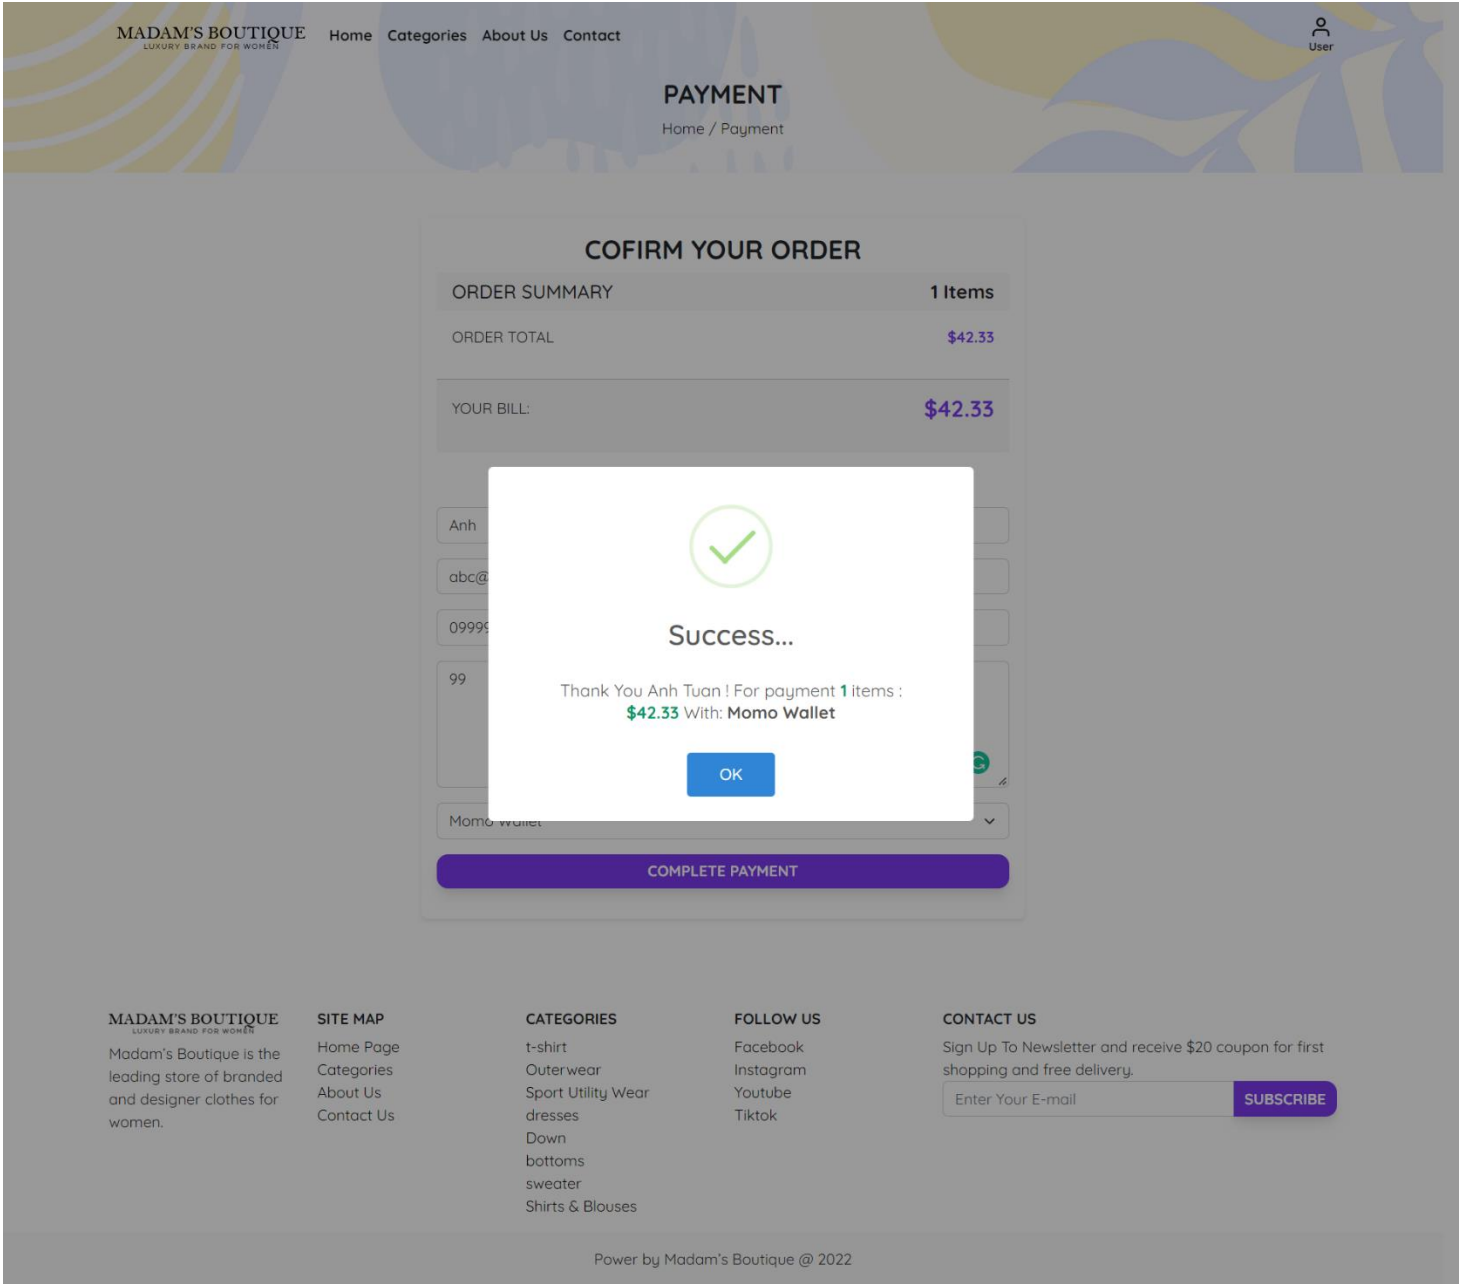 MADAM'S BOUTIQUE
LUXURY BRAND FOR WOMEN
Home Categories About Us Contact
User
PAYMENT
Home / Payment
COFIRM YOUR ORDER
ORDER SUMMARY 1 Items
ORDER TOTAL $42.33
YOUR BILL: $42.33
Anh
abc@
09999
99
Success...
Thank You Anh Tuan ! For payment 1 items :
$42.33 With: Momo Wallet
OK
Momo Wallet
COMPLETE PAYMENT
MADAM'S BOUTIQUE
LUXURY BRAND FOR WOMEN
Madam's Boutique is the
leading store of branded
and designer clothes for
women.
SITE MAP
Home Page
Categories
About Us
Contact Us
CATEGORIES
t-shirt
Outerwear
Sport Utility Wear
dresses
Down
bottoms
sweater
Shirts & Blouses
FOLLOW US
Facebook
Instagram
Youtube
Tiktok
CONTACT US
Sign Up To Newsletter and receive $20 coupon for first
shopping and free delivery.
Enter Your E-mail SUBSCRIBE
Power by Madam's Boutique @ 2022